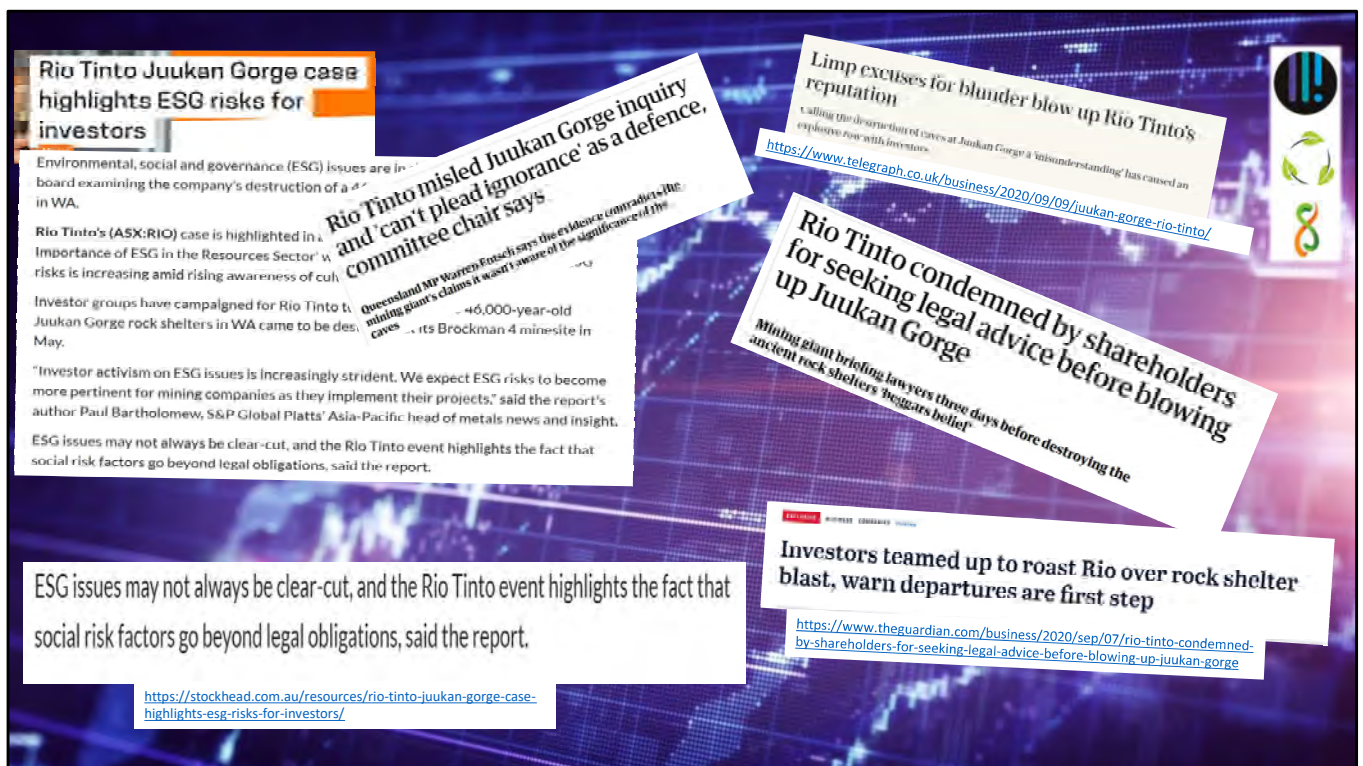 Rio Tinto Juukan Gorge case
highlights ESG risks for
investors
Environmental, social and governance (ESG) issues are in
board examining the company's destruction of a
in WA.
Rio Tinto's (ASX:RIO) case is highlighted in
Importance of ESG in the Resources Sector'
risks is increasing amid rising awareness of
Investor groups have campaigned for Rio Tinto
46,000-year-old
Juukan Gorge rock shelters in WA came to be
its Brockman 4 minesite in
May.
"Investor activism on ESG issues is increasingly strident. We expect ESG risks to become
more pertinent for mining companies as they implement their projects," said the report's
author Paul Bartholomew, S&P Global Platts' Asia-Pacific head of metals news and insight.
ESG issues may not always be clear-cut, and the Rio Tinto event highlights the fact that
social risk factors go beyond legal obligations, said the report.
Rio Tinto misled Juukan Gorge inquiry
and 'can't plead ignorance' as a defence,
committee chair says
Queensland MP Warren Entsch says the evidence contradicts the
mining giant's claims it wasn't aware of the significance of the
caves
ESG issues may not always be clear-cut, and the Rio Tinto event highlights the fact that
social risk factors go beyond legal obligations, said the report.
https://stockhead.com.au/resources/rio-tinto-juukan-gorge-case-
highlights-esg-risks-for-investors/
Limp excuses for blunder blow up Rio Tinto's
reputation
Calling the destruction of caves at Juukan Gorge a 'misunderstanding' has caused an
explosive row with investors
https://www.telegraph.co.uk/business/2020/09/09/juukan-gorge-rio-tinto/
Rio Tinto condemned by shareholders
for seeking legal advice before blowing
up Juukan Gorge
Mining giant briefing lawyers three days before destroying the
ancient rock shelters 'beggars belief'
Investors teamed up to roast Rio over rock shelter
blast, warn departures are first step
https://www.theguardian.com/business/2020/sep/07/rio-tinto-condemned-
by-shareholders-for-seeking-legal-advice-before-blowing-up-juukan-gorge